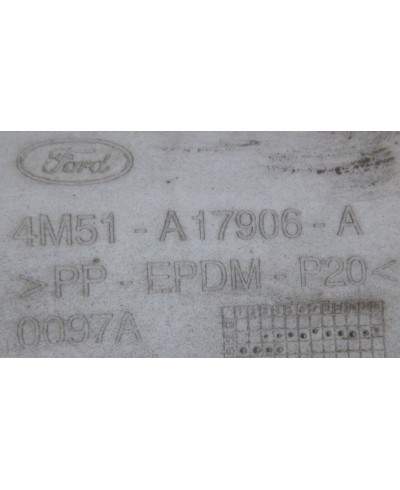 Ford
4M51 - A17906 - A
>PP - EPDM - P20<
0097A